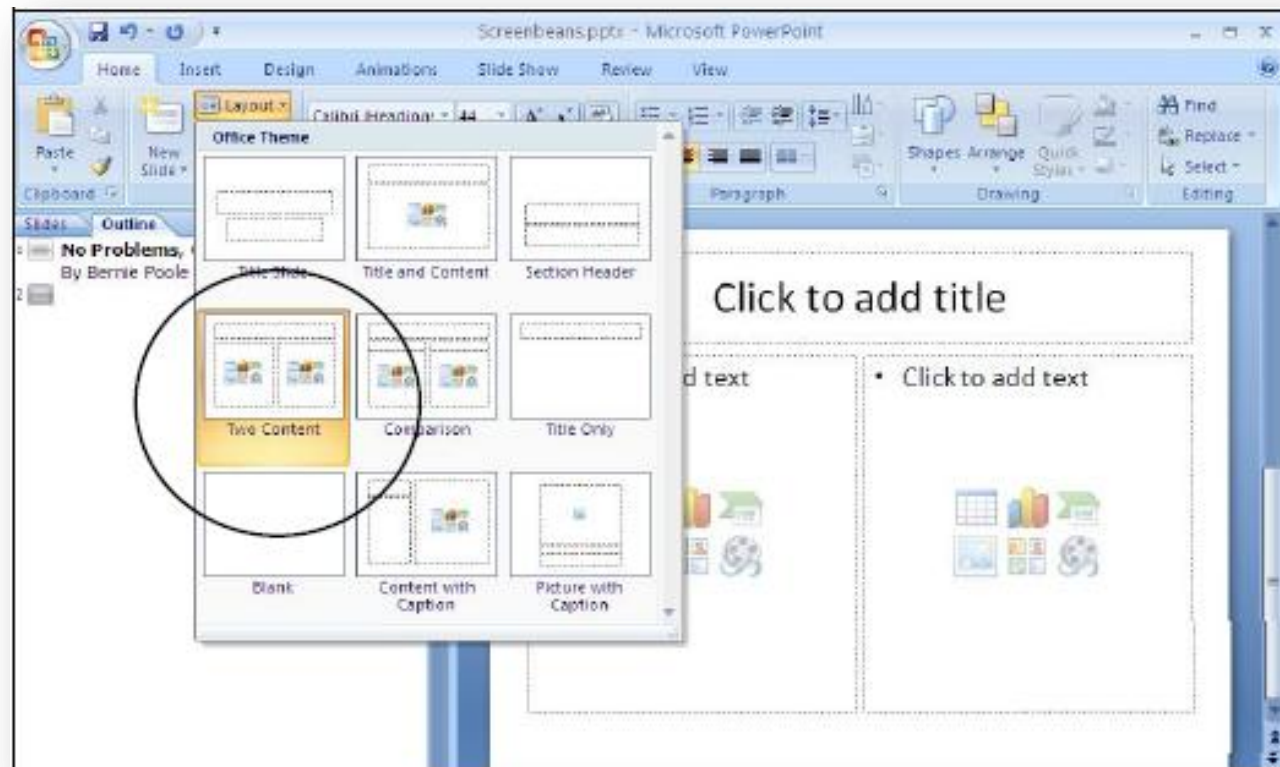 Screenbeans.pptx - Microsoft PowerPoint
Home Insert Design Animations Slide Show Review View
Layout
Calibri (Heading) 44
Paste
New
Slide
Shapes Arrange Quick
Styles
Find
Replace
Select
Clipboard
Paragraph
Drawing
Editing
Slides Outline
1 No Problems,
By Bernie Poole
2
Office Theme
Title Slide Title and Content Section Header
Two Content Comparison Title Only
Blank Content with
Caption Picture with
Caption
Click to add title
d text
• Click to add text